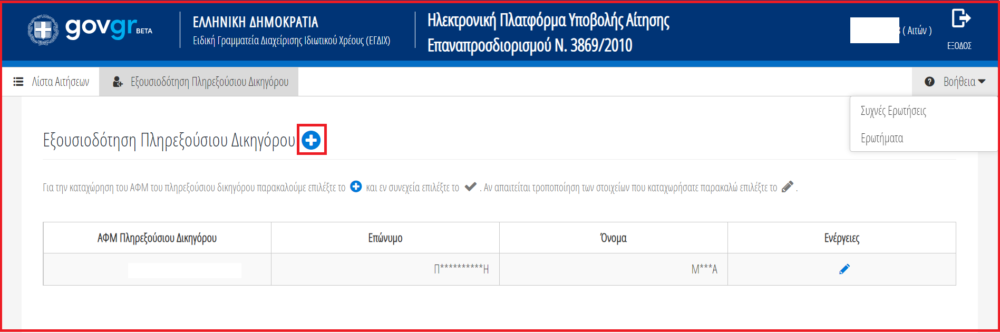 govgr BETA
ΕΛΛΗΝΙΚΗ ΔΗΜΟΚΡΑΤΙΑ
Ειδική Γραμματεία Διαχείρισης Ιδιωτικού Χρέους (ΕΓΔΙΧ)
Ηλεκτρονική Πλατφόρμα Υποβολής Αίτησης
Επαναπροσδιορισμού Ν. 3869/2010
( Αιτών )
ΕΞΟΔΟΣ
Λίστα Αιτήσεων
Εξουσιοδότηση Πληρεξούσιου Δικηγόρου
Βοήθεια
Συχνές Ερωτήσεις
Ερωτήματα
Εξουσιοδότηση Πληρεξούσιου Δικηγόρου
Για την καταχώρηση του ΑΦΜ του πληρεξούσιου δικηγόρου παρακαλούμε επιλέξτε το και εν συνεχεία επιλέξτε το . Αν απαιτείται τροποποίηση των στοιχείων που καταχωρήσατε παρακαλώ επιλέξτε το .
ΑΦΜ Πληρεξούσιου Δικηγόρου Επώνυμο Όνομα Ενέργειες
Π**********Η Μ***Α